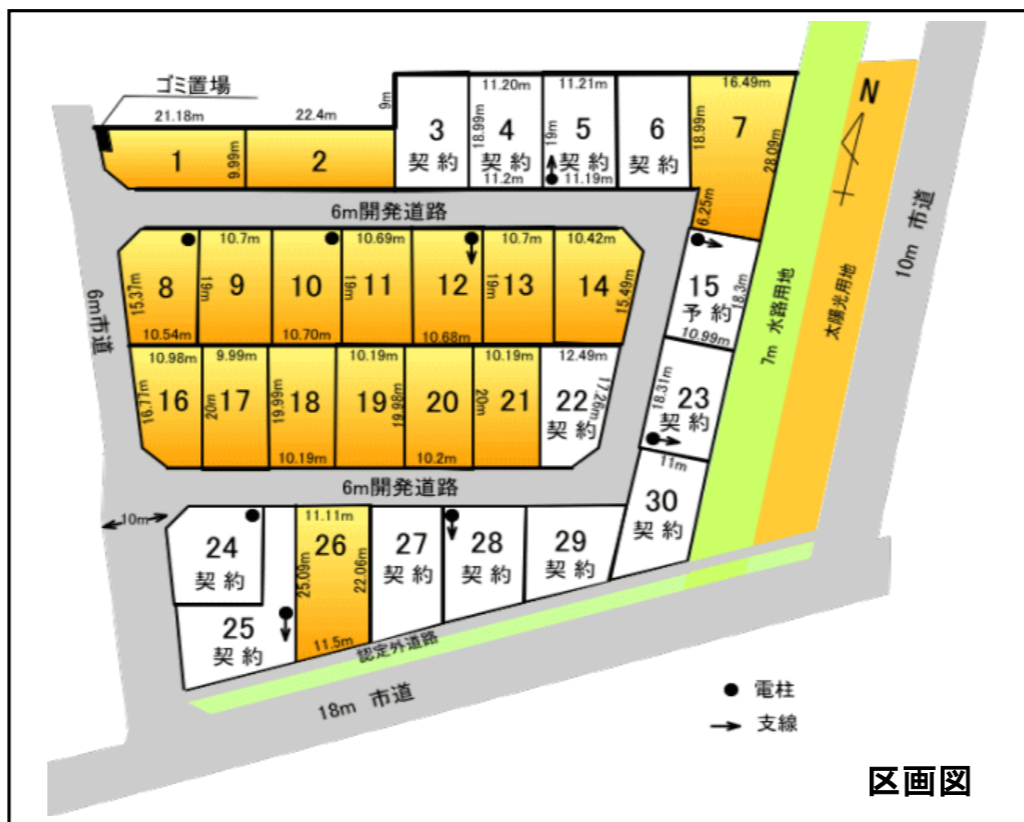 ゴミ置場
21.18m
22.4m
9m
11.20m
11.21m
16.49m
N
1
9.99m
2
3
契約
18.99m
4
契約
11.2m
19m
5
契約
11.19m
6
契約
18.99m
7
28.09m
6.25m
10m 市道
6m開発道路
6m市道
15.37m
8
10.54m
10.7m
19m
9
10
10.70m
10.69m
19m
11
12
10.68m
10.7m
19m
13
10.42m
14
15.49m
15
予約
18.3m
10.99m
7m 水路用地
太陽光用地
10.98m
16.77m
16
9.99m
20m
17
19.99m
18
10.19m
10.19m
19
19.98m
20
10.2m
10.19m
20m
21
12.49m
22
契約
17.26m
18.31m
23
契約
6m開発道路
11m
30
契約
10m
24
契約
25
契約
11.11m
25.09m
26
22.06m
11.5m
27
契約
28
契約
29
契約
認定外道路
18m 市道
電柱
支線
区画図